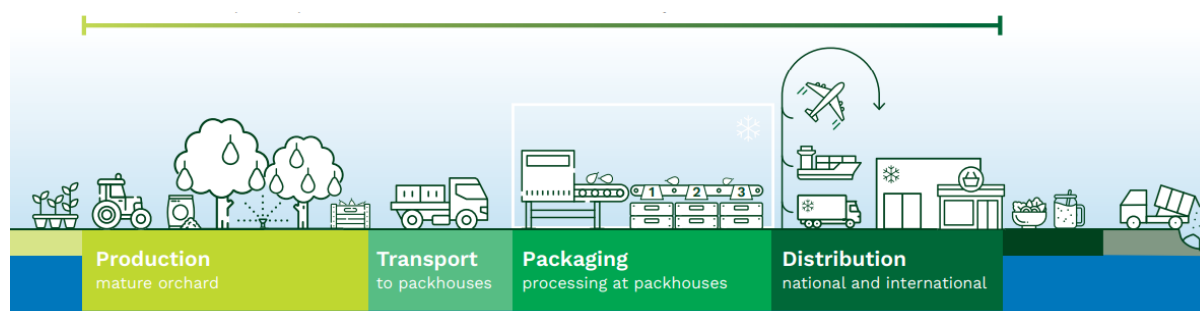 1 2 3
Production
mature orchard
Transport
to packhouses
Packaging
processing at packhouses
Distribution
national and international